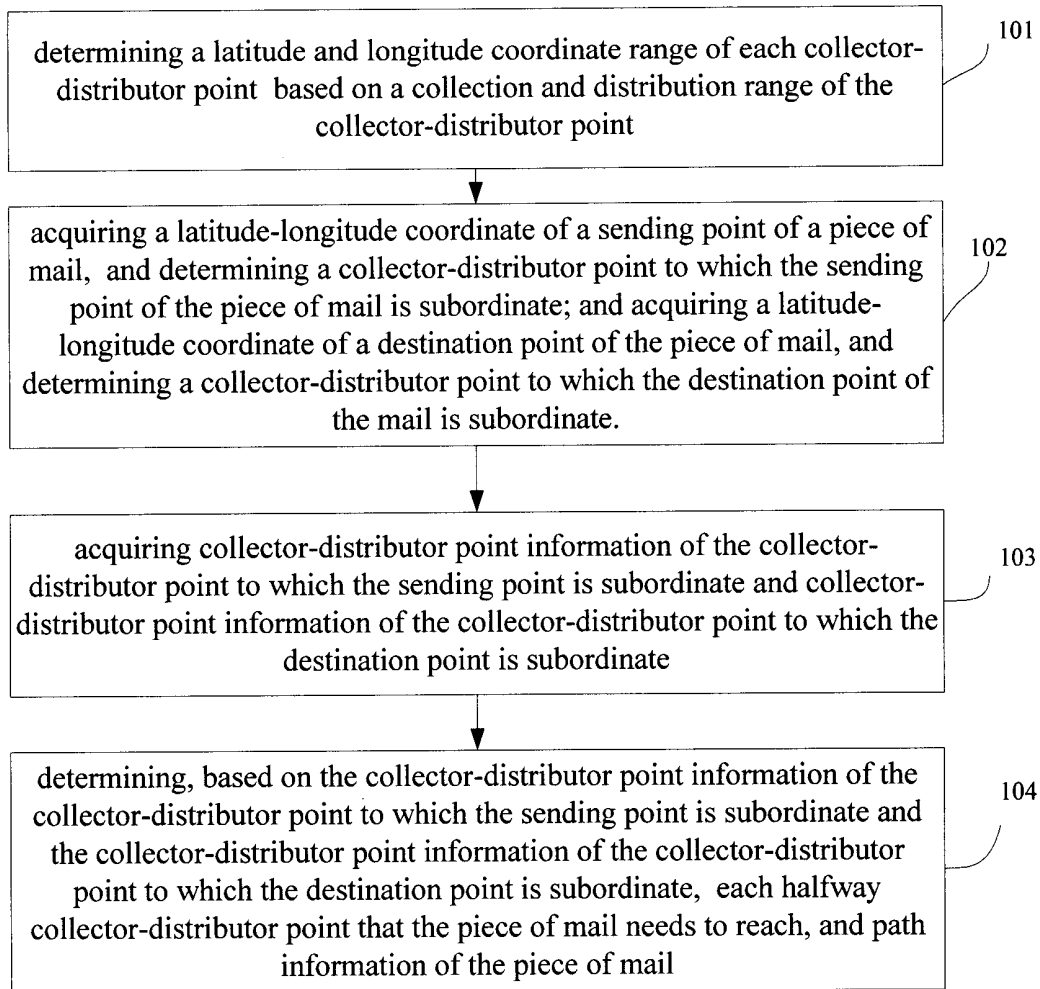 determining a latitude and longitude coordinate range of each collector-
distributor point based on a collection and distribution range of the
collector-distributor point
101
acquiring a latitude-longitude coordinate of a sending point of a piece of
mail, and determining a collector-distributor point to which the sending
point of the piece of mail is subordinate; and acquiring a latitude-
longitude coordinate of a destination point of the piece of mail, and
determining a collector-distributor point to which the destination point of
the mail is subordinate.
102
acquiring collector-distributor point information of the collector-
distributor point to which the sending point is subordinate and collector-
distributor point information of the collector-distributor point to which the
destination point is subordinate
103
determining, based on the collector-distributor point information of the
collector-distributor point to which the sending point is subordinate and
the collector-distributor point information of the collector-distributor
point to which the destination point is subordinate, each halfway
collector-distributor point that the piece of mail needs to reach, and path
information of the piece of mail
104